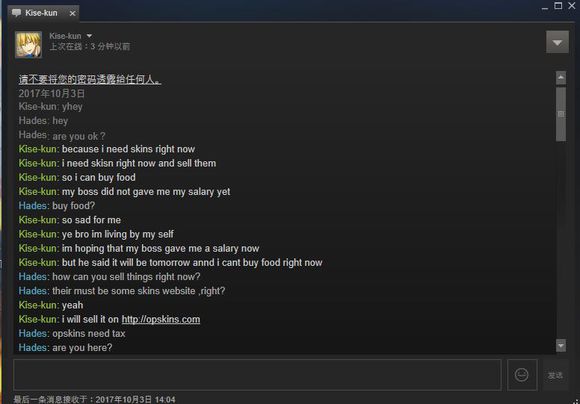 Kise-kun
Kise-kun
上次在线：3 分钟以前
请不要将您的密码透露给任何人。
2017年10月3日
Kise-kun: yhey
Hades: hey
Hades: are you ok？
Kise-kun: because i need skins right now
Kise-kun: i need skisn right now and sell them
Kise-kun: so i can buy food
Kise-kun: my boss did not gave me my salary yet
Hades: buy food?
Kise-kun: so sad for me
Kise-kun: ye bro im living by my self
Kise-kun: im hoping that my boss gave me a salary now
Kise-kun: but he said it will be tomorrow annd i cant buy food right now
Hades: how can you sell things right now?
Hades: their must be some skins website ,right?
Kise-kun: yeah
Kise-kun: i will sell it on http://opskins.com
Hades: opskins need tax
Hades: are you here?
发送
最后一条消息接收于：2017年10月3日 14:04